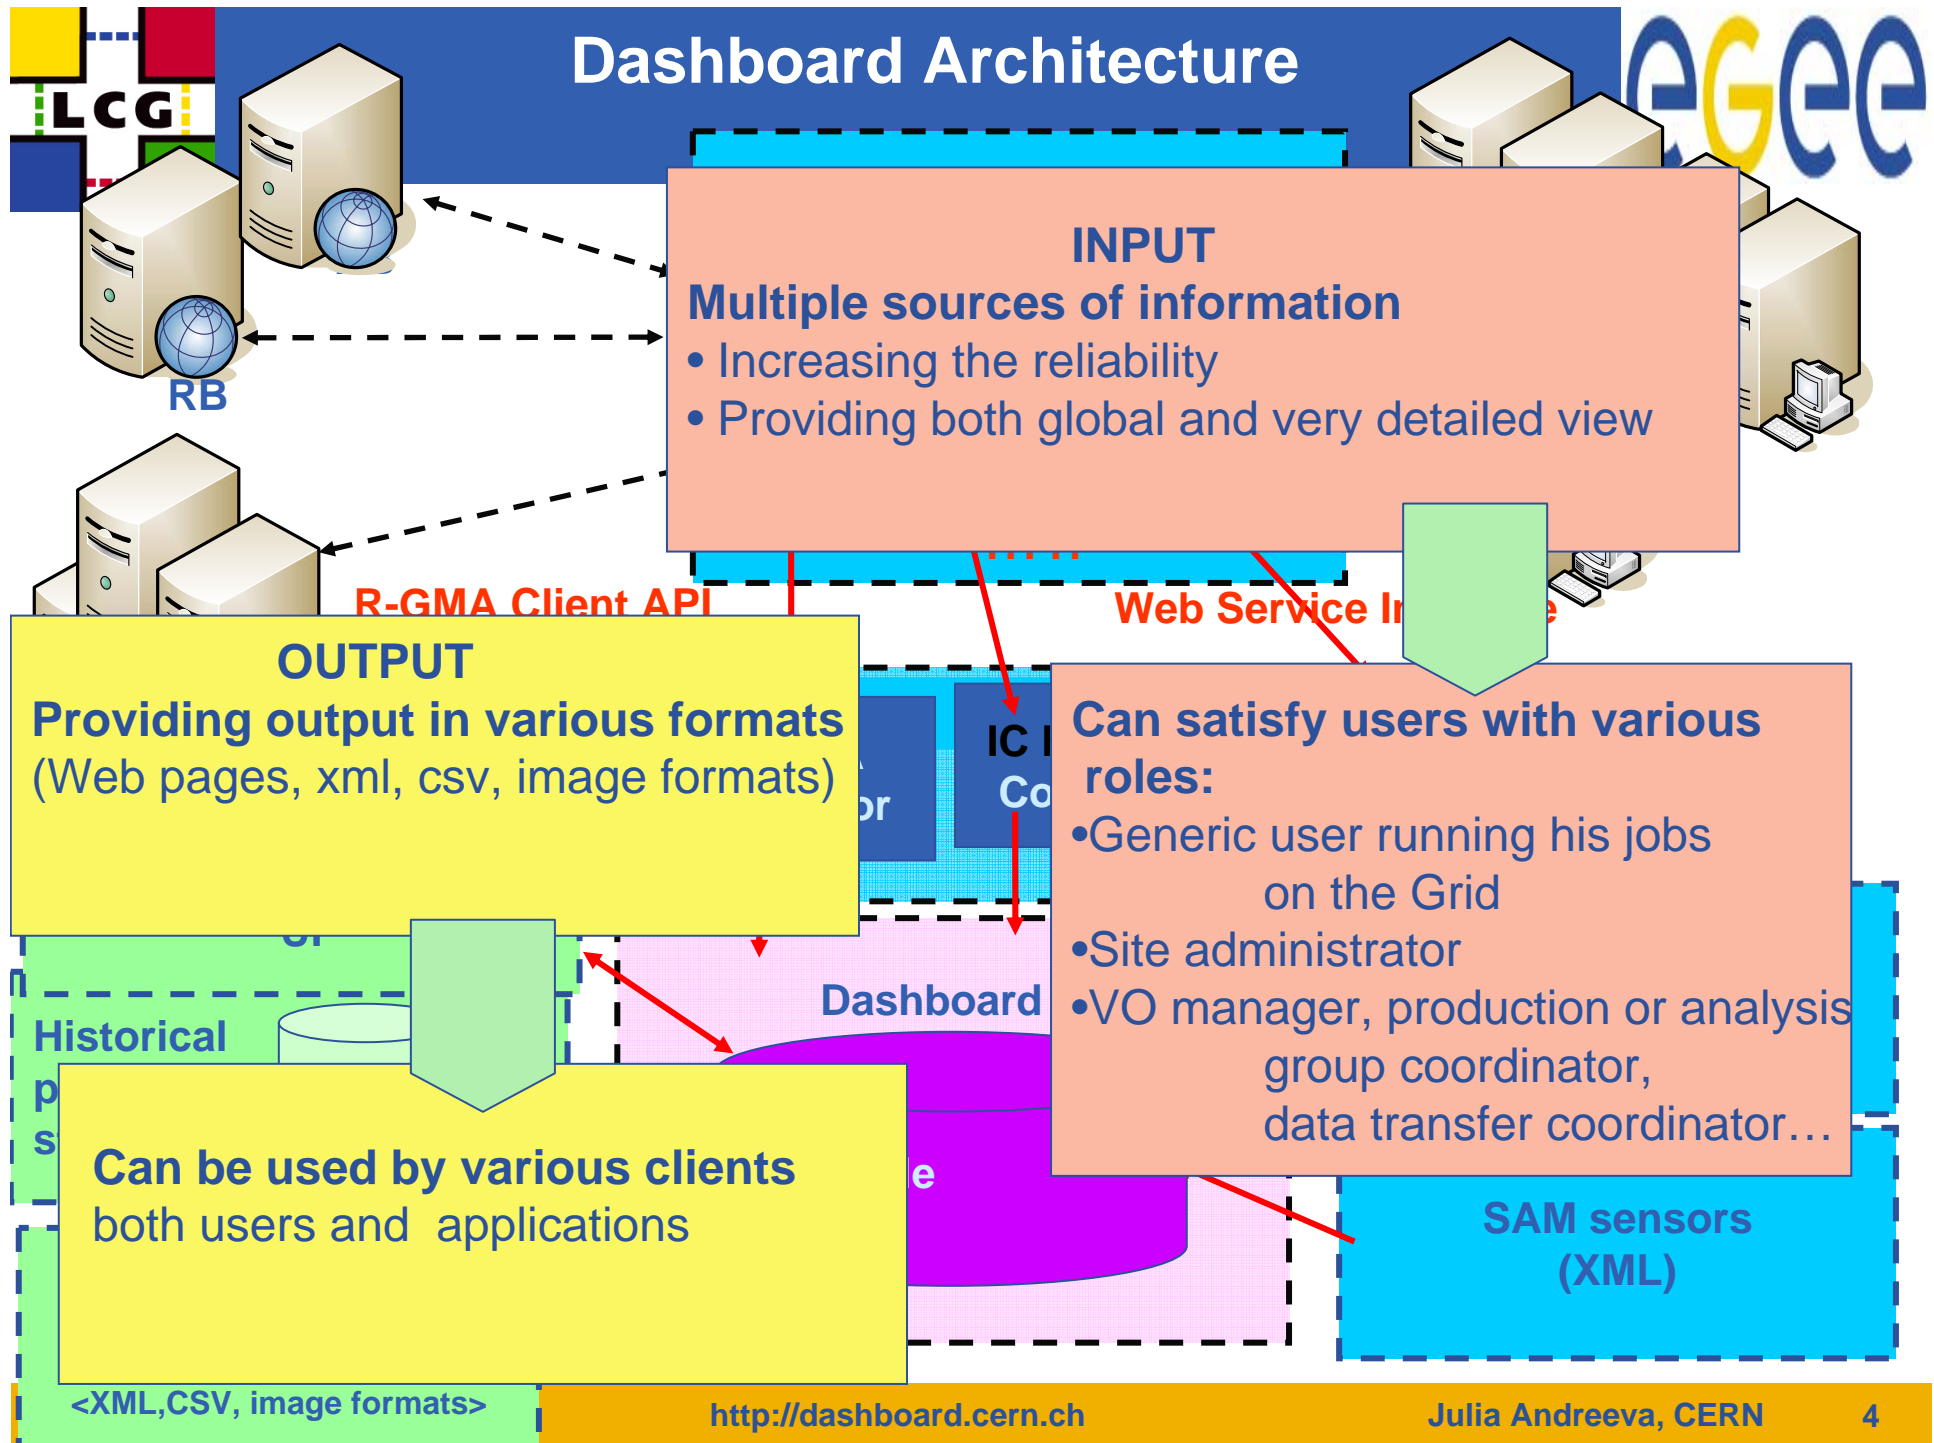 Dashboard Architecture
LCG
egee
INPUT
Multiple sources of information
• Increasing the reliability
• Providing both global and very detailed view
RB
R-GMA Client API
Web Service
OUTPUT
Providing output in various formats
(Web pages, xml, csv, image formats)
IC
Can satisfy users with various
roles:
•Generic user running his jobs
on the Grid
•Site administrator
•VO manager, production or analysis
group coordinator,
data transfer coordinator…
Dashboard
Historical
Can be used by various clients
both users and applications
SAM sensors
(XML)
<XML,CSV, image formats>
http://dashboard.cern.ch
Julia Andreeva, CERN
4